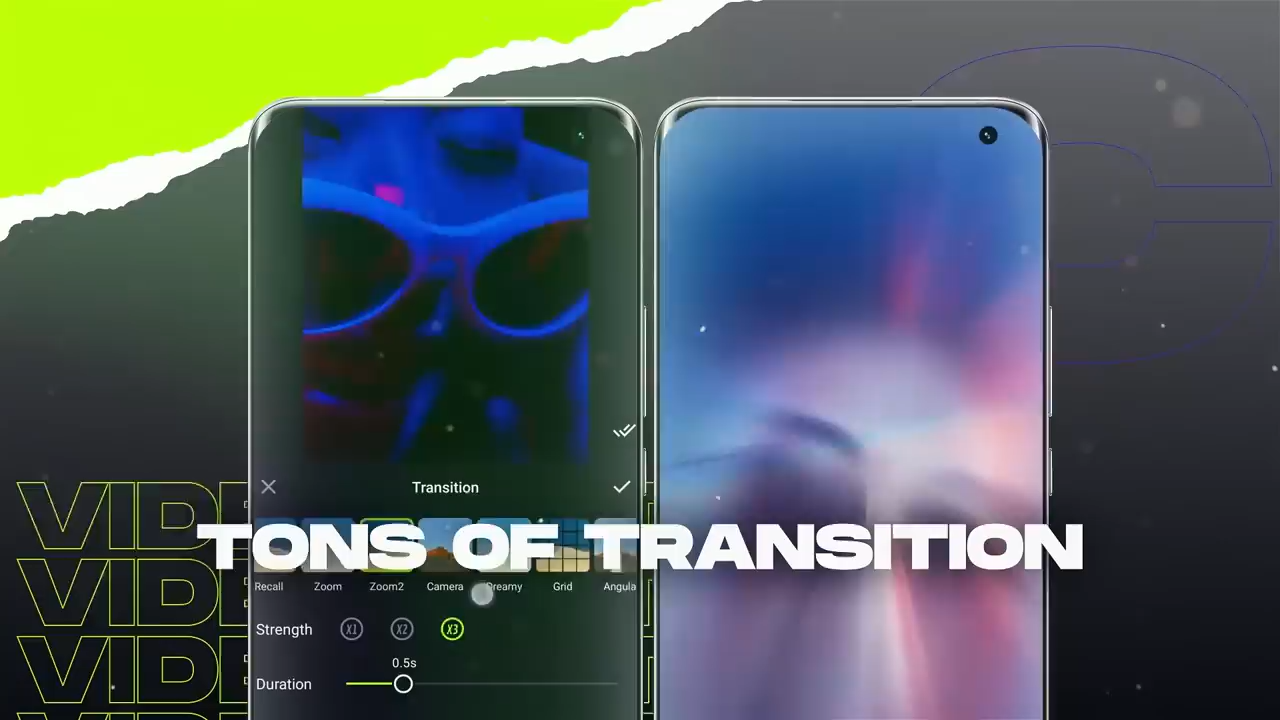 Transition
TONS OF TRANSITION
Recall Zoom Zoom2 Camera Dreamy Grid
Strength X1 X2 X3
0.5s
Duration